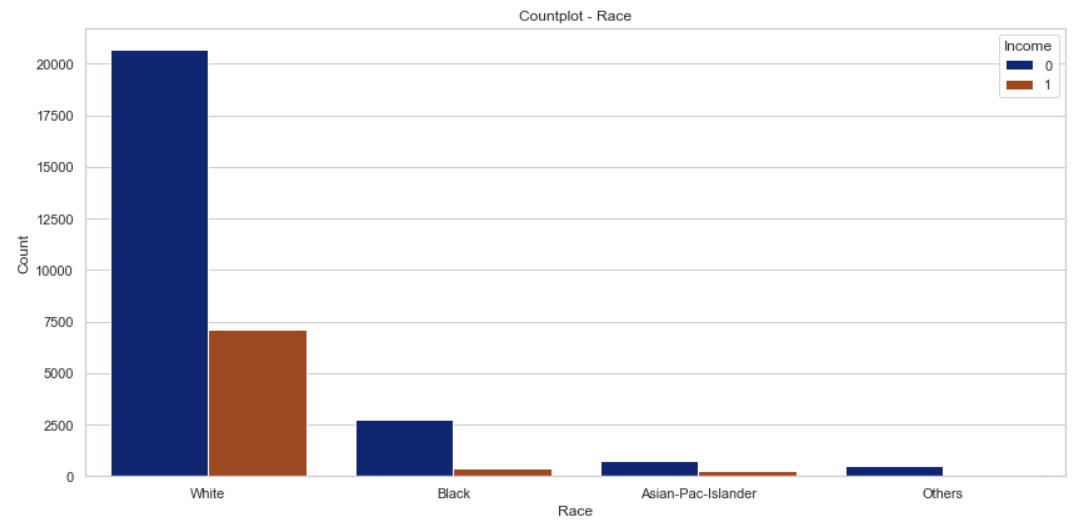 Countplot - Race
Income
0
1
20000
17500
15000
12500
10000
7500
5000
2500
0
Count
White
Black
Asian-Pac-Islander
Others
Race